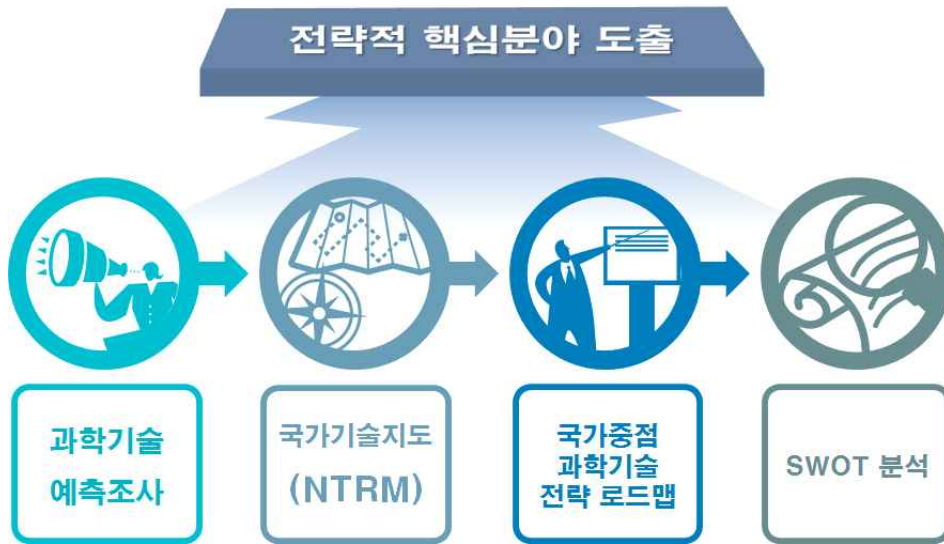 전략적 핵심분야 도출
과학기술
예측조사
국가기술지도
(NTRM)
국가중점
과학기술
전략 로드맵
SWOT 분석